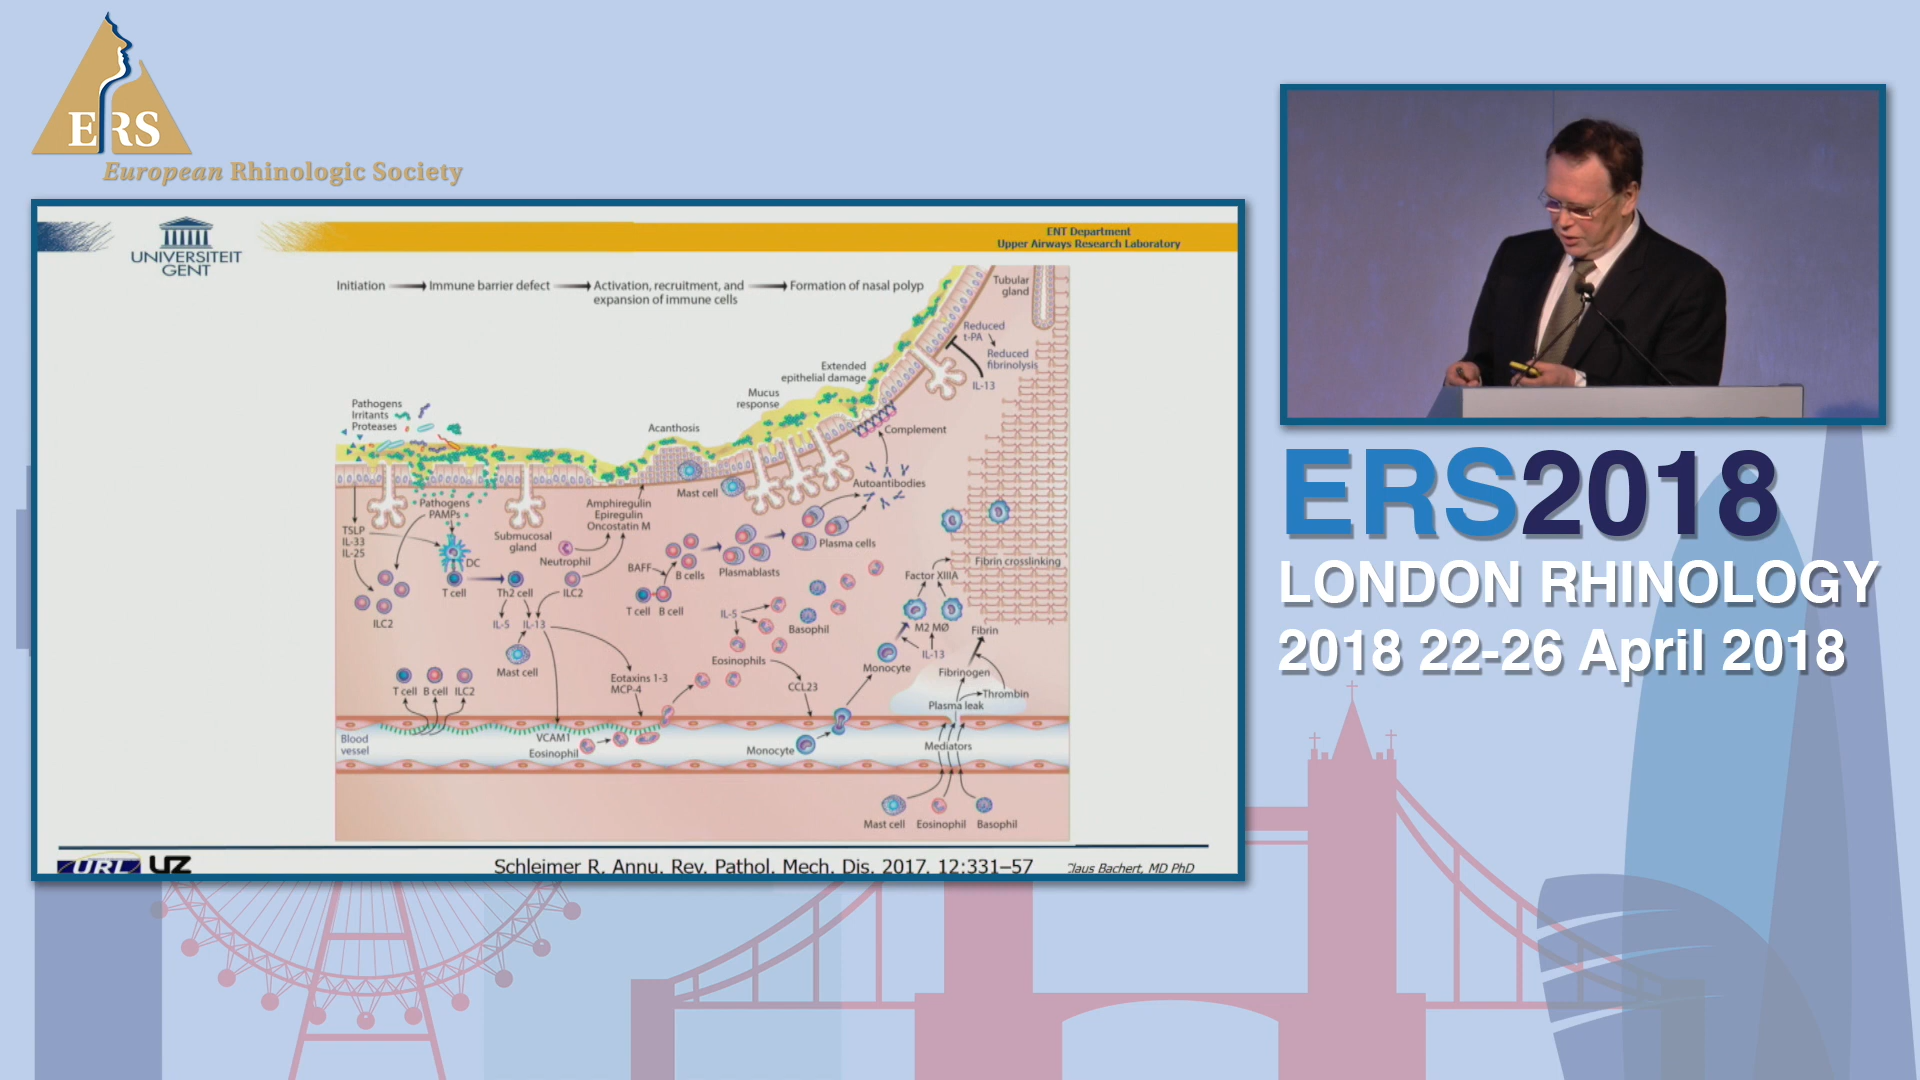 ERS
European Rhinologic Society
UNIVERSITEIT
GENT
ENT Department
Upper Airways Research Laboratory
Initiation
Immune barrier defect
Activation, recruitment, and
expansion of immune cells
Formation of nasal polyp
Tubular
gland
Reduced
t-PA
Reduced
fibrinolysis
IL-13
Extended
epithelial damage
Mucus
response
Pathogens
Irritants
Proteases
Acanthosis
Complement
Mast cell
Autoantibodies
Pathogens
PAMPs
Amphiregulin
Epiregulin
Oncostatin M
TSLP
IL-33
IL-25
Submucosal
gland
DC
Neutrophil
Plasma cells
BAFF
B cells
Plasmablasts
Factor XIIIA
Fibrin crosslinking
T cell
Th2 cell
ILC2
T cell
B cell
ILC2
IL-5
IL-13
IL-5
Basophil
M2 MØ
Fibrin
IL-13
Mast cell
Eosinophils
Monocyte
Fibrinogen
Eotaxins 1-3
MCP-4
CCL23
Thrombin
T cell
B cell
ILC2
Plasma leak
Blood
vessel
VCAM1
Eosinophil
Monocyte
Mediators
Mast cell
Eosinophil
Basophil
URL
UZ
Schleimer R. Annu. Rev. Pathol. Mech. Dis. 2017. 12:331–57
Claus Bachert, MD PhD
ERS2018
LONDON RHINOLOGY
2018 22-26 April 2018